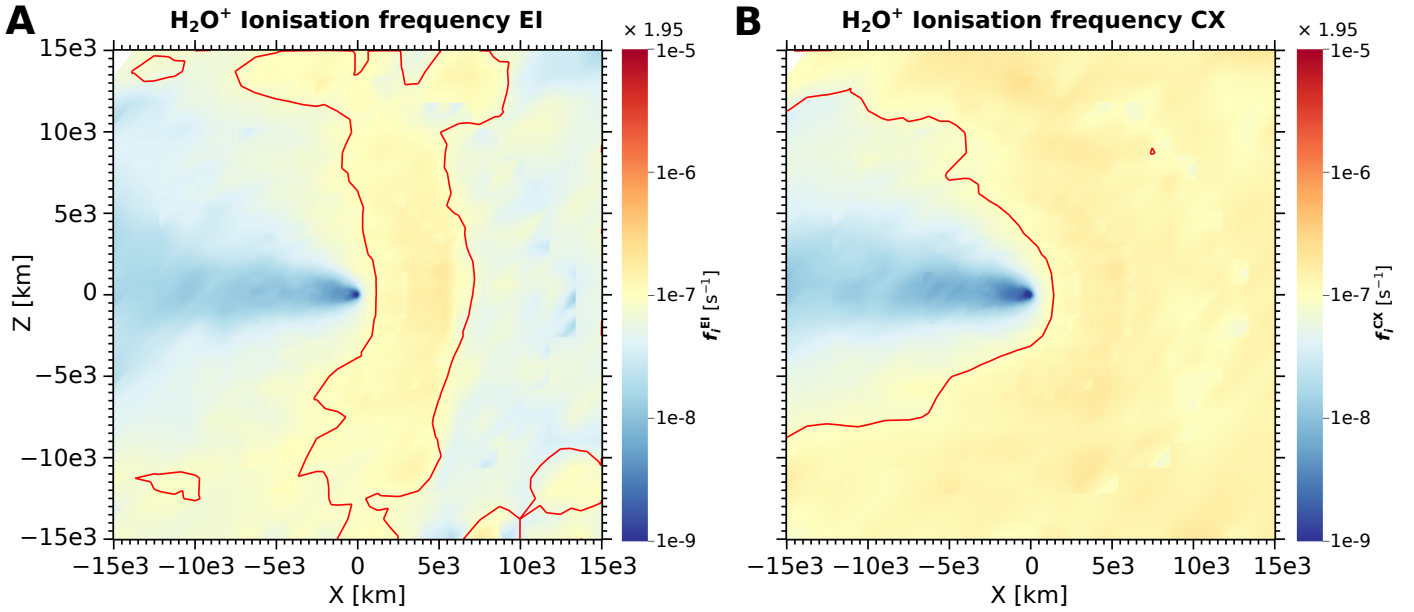 A
H₂O⁺ Ionisation frequency EI
× 1.95
15e3
10e3
5e3
0
−5e3
−10e3
−15e3
Z [km]
−15e3 −10e3 −5e3 0 5e3 10e3 15e3
X [km]
1e-5
1e-6
1e-7
1e-8
1e-9
fᵢᴱᴵ [s⁻¹]
B
H₂O⁺ Ionisation frequency CX
× 1.95
−15e3 −10e3 −5e3 0 5e3 10e3 15e3
X [km]
1e-5
1e-6
1e-7
1e-8
1e-9
fᵢᶜˣ [s⁻¹]